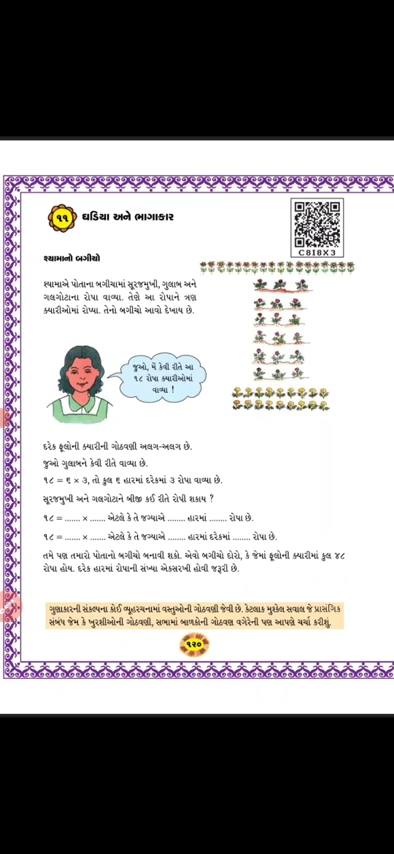 ૧૧ ઘડિયા અને ભાગાકાર
C8I8X3
શ્યામાનો બગીચો
શ્યામાએ પોતાના બગીચામાં સૂરજમુખી, ગુલાબ અને
ગલગોટાના રોપા વાવ્યા. તેણે આ રોપાને ત્રણ
ક્યારીઓમાં રોપ્યા. તેનો બગીચો આવો દેખાય છે.
જુઓ, મેં કેવી રીતે આ
૧૮ રોપા ક્યારીઓમાં
વાવ્યા !
દરેક ફૂલોની ક્યારીની ગોઠવણી અલગ-અલગ છે.
જુઓ ગુલાબને કેવી રીતે વાવ્યા છે.
૧૮ = ૬ × ૩, તો કુલ ૬ હારમાં દરેકમાં ૩ રોપા વાવ્યા છે.
સૂરજમુખી અને ગલગોટાને બીજી કઈ રીતે રોપી શકાય ?
૧૮ = ....... × ....... એટલે કે તે જગ્યાએ ........ હારમાં ........ રોપા છે.
૧૮ = ....... × ....... એટલે કે તે જગ્યાએ ........ હારમાં દરેકમાં ........ રોપા છે.
તમે પણ તમારો પોતાનો બગીચો બનાવી શકો. એવો બગીચો દોરો, કે જેમાં ફૂલોની ક્યારીમાં કુલ ૪૮
રોપા હોય. દરેક હારમાં રોપાની સંખ્યા એકસરખી હોવી જરૂરી છે.
ગુણાકારની સંકલ્પના કોઈ વ્યૂહરચનામાં વસ્તુઓની ગોઠવણી જેવી છે. કેટલાક મુશ્કેલ સવાલ જે પ્રાસંગિક
સંબંધ જેમ કે ખુરશીઓની ગોઠવણી, સભામાં બાળકોની ગોઠવણ વગેરેની પણ આપણે ચર્ચા કરીશું.
૧૨૦